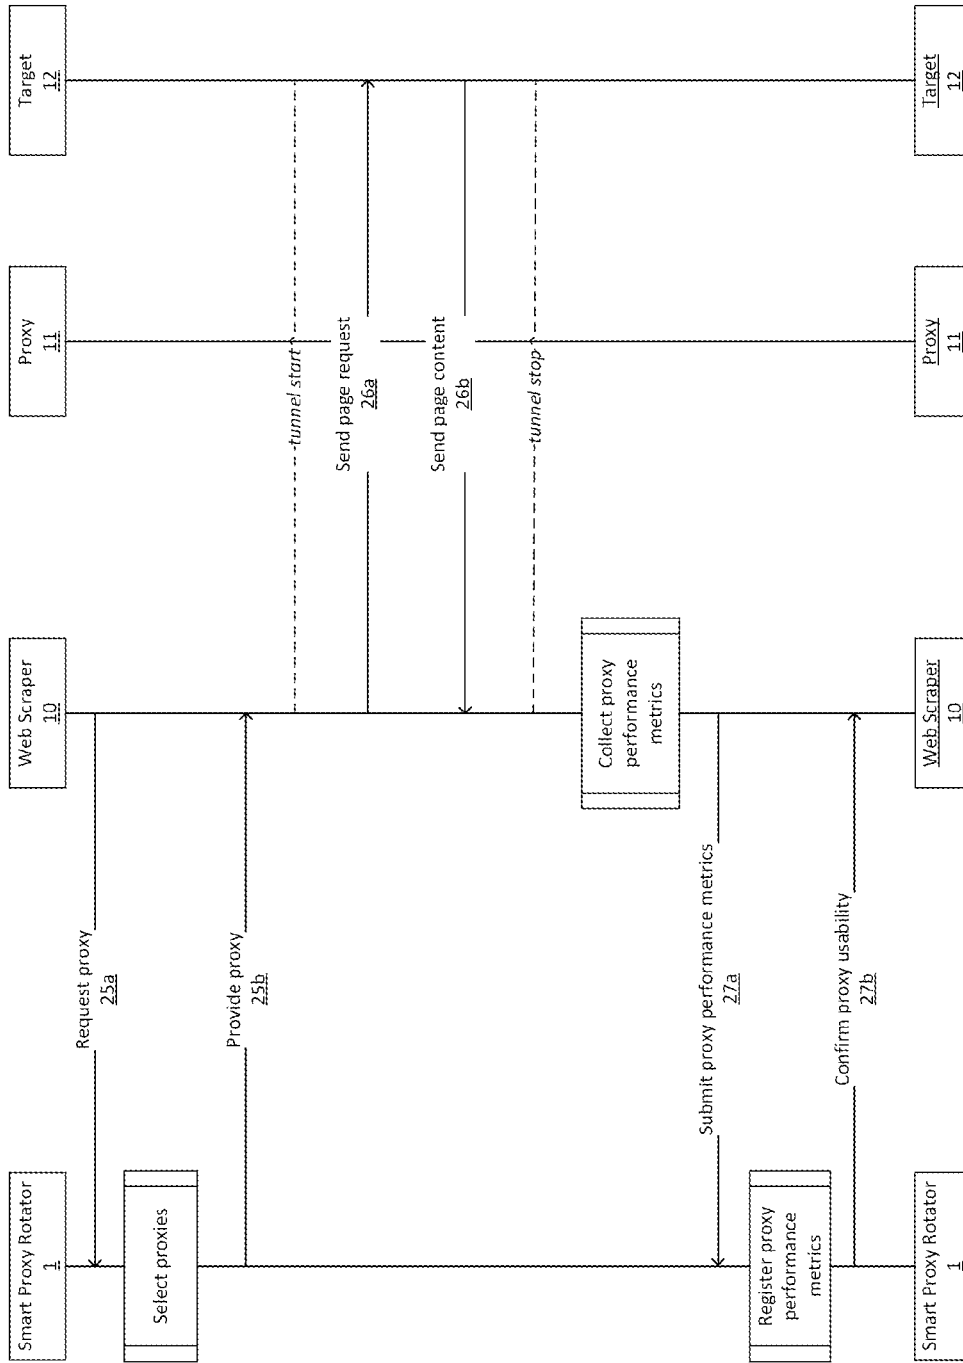 Smart Proxy Rotator
1
Web Scraper
10
Proxy
11
Target
12
Request proxy
25a
Select proxies
Provide proxy
25b
tunnel start
Send page request
26a
Send page content
26b
tunnel stop
Collect proxy
performance
metrics
Submit proxy performance metrics
27a
Register proxy
performance
metrics
Confirm proxy usability
27b
Smart Proxy Rotator
1
Web Scraper
10
Proxy
11
Target
12